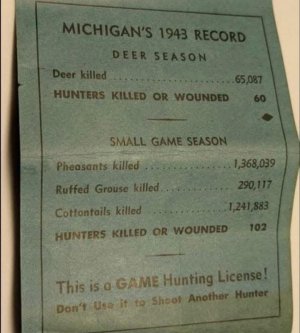 MICHIGAN'S 1943 RECORD
DEER SEASON
Deer killed .................... 65,087
HUNTERS KILLED OR WOUNDED 60
SMALL GAME SEASON
Pheasants killed .............. 1,368,039
Ruffed Grouse killed .............. 290,117
Cottontails killed .............. 1,241,883
HUNTERS KILLED OR WOUNDED 102
This is a GAME Hunting License!
Don't Use it to Shoot Another Hunter